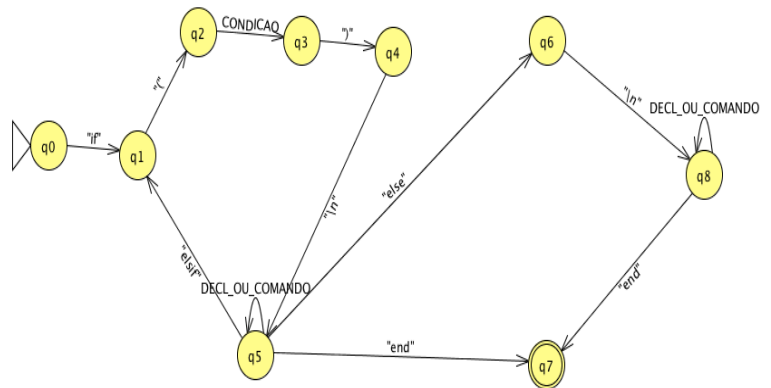 q0
"if"
q1
"("
q2
CONDICAO
q3
")"
q4
"\n"
q5
DECL_OU_COMANDO
"elsif"
"else"
q6
"\n"
q8
DECL_OU_COMANDO
"end"
"end"
q7